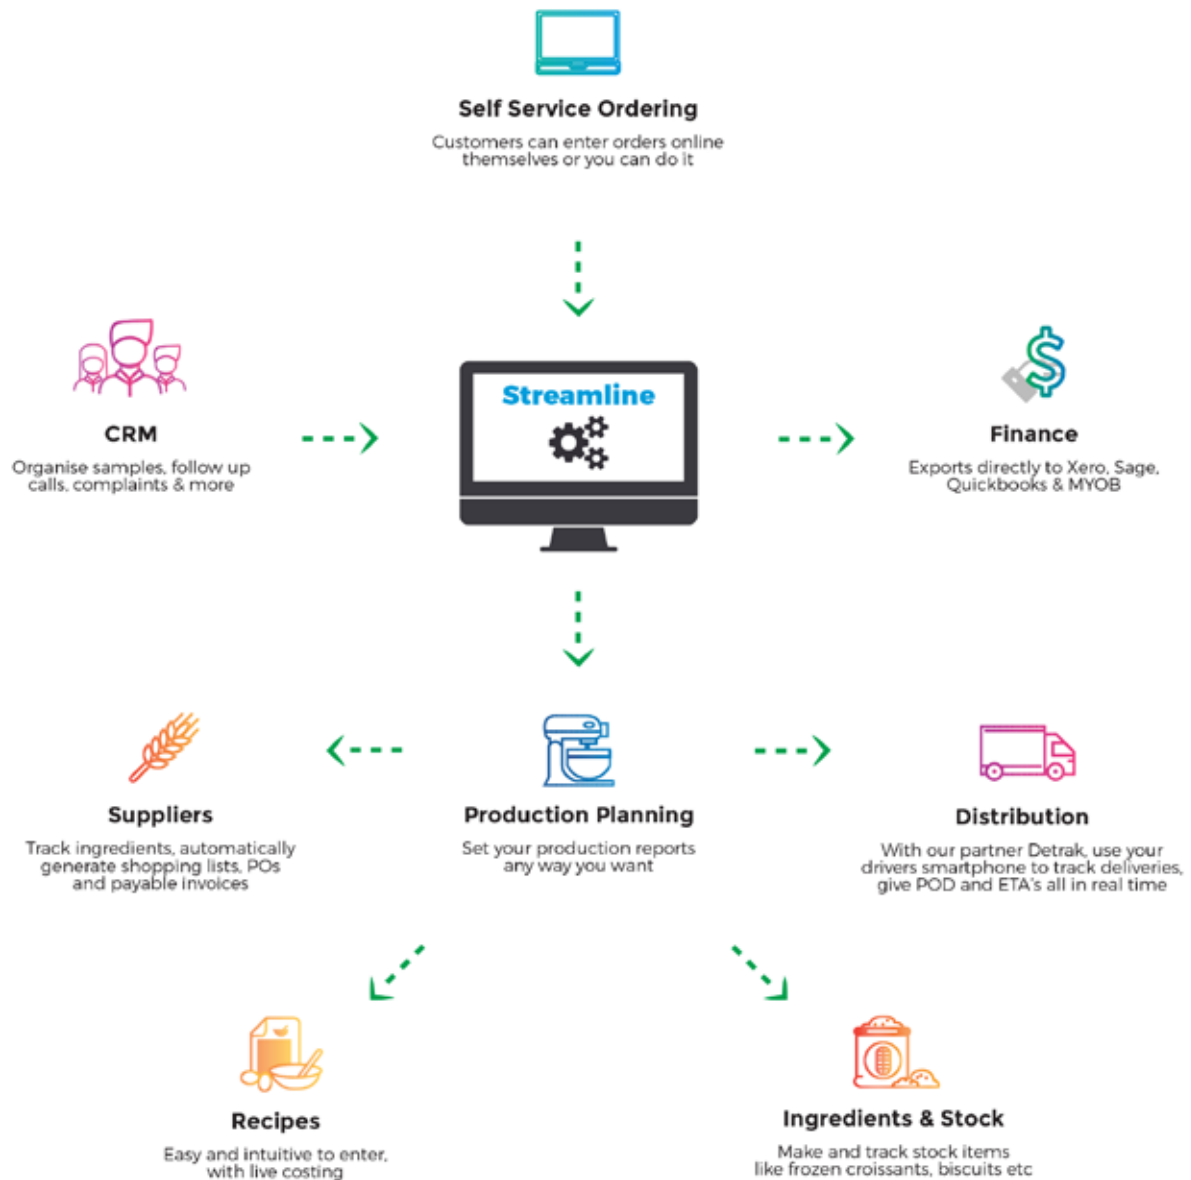 Self Service Ordering
Customers can enter orders online
themselves or you can do it
Streamline
CRM
Organise samples, follow up
calls, complaints & more
Finance
Exports directly to Xero, Sage,
Quickbooks & MYOB
Suppliers
Track ingredients, automatically
generate shopping lists, POs
and payable invoices
Production Planning
Set your production reports
any way you want
Distribution
With our partner Detrak, use your
drivers smartphone to track deliveries,
give POD and ETA's all in real time
Recipes
Easy and intuitive to enter,
with live costing
Ingredients & Stock
Make and track stock items
like frozen croissants, biscuits etc